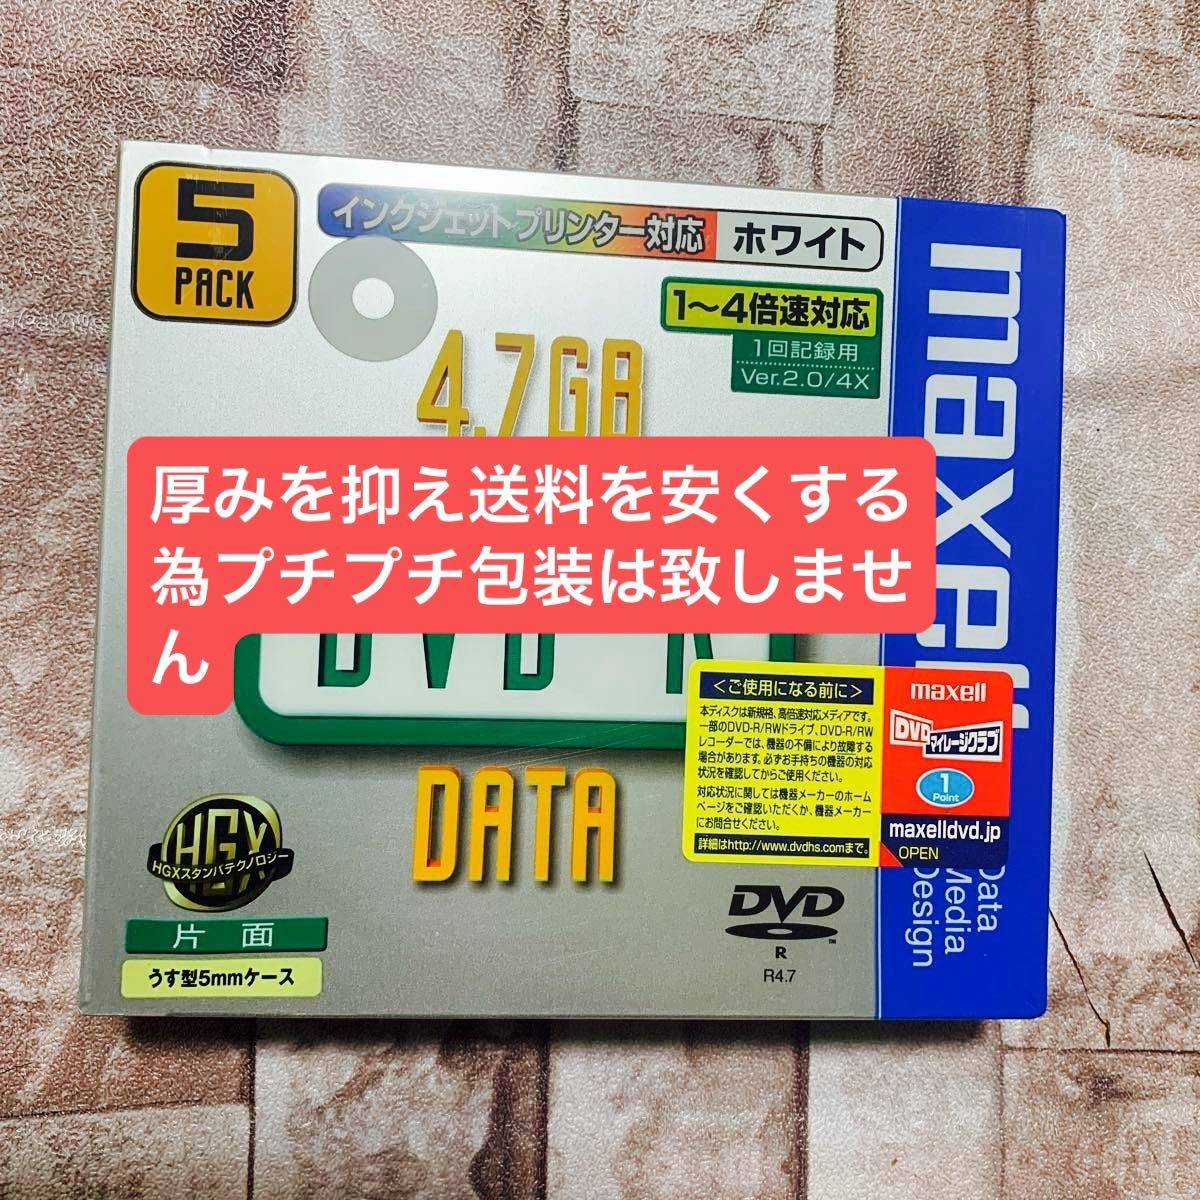 5
PACK
インクジェットプリンター対応 ホワイト
1～4倍速対応
1回記録用
Ver.2.0/4X
4.7GB
maxell
厚みを抑え送料を安くする
為プチプチ包装は致しませ
ん
DATA
＜ご使用になる前に＞
本ディスクは新規格、高倍速対応メディアです。
一部のDVD-R/RWドライブ、DVD-R/RW
レコーダーでは、機器の不備により故障する
場合があります。必ずお手持ちの機器の対応
状況を確認してからご使用ください。
対応状況に関しては機器メーカーのホーム
ページをご確認いただくか、機器メーカー
にお問合せください。
詳細はhttp://www.dvdhs.comまで。
maxell
DVD
マイレージクラブ
1
Point
maxelldvd.jp
OPEN
Data
Media
Design
HGX
HGXスタンパテクノロジー
片面
うす型5mmケース
DVD
R
R4.7